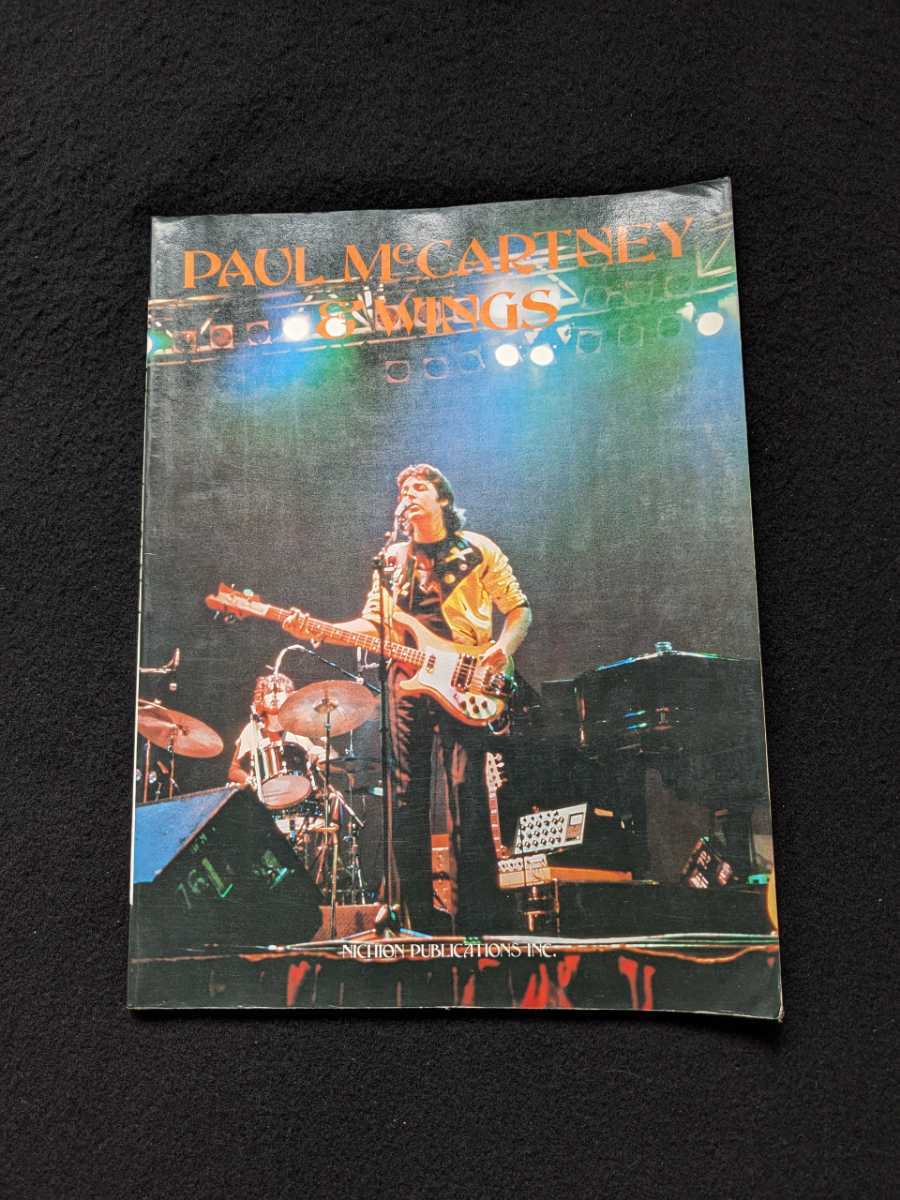 PAUL McCARTNEY
& WINGS
NICHION PUBLICATIONS INC.